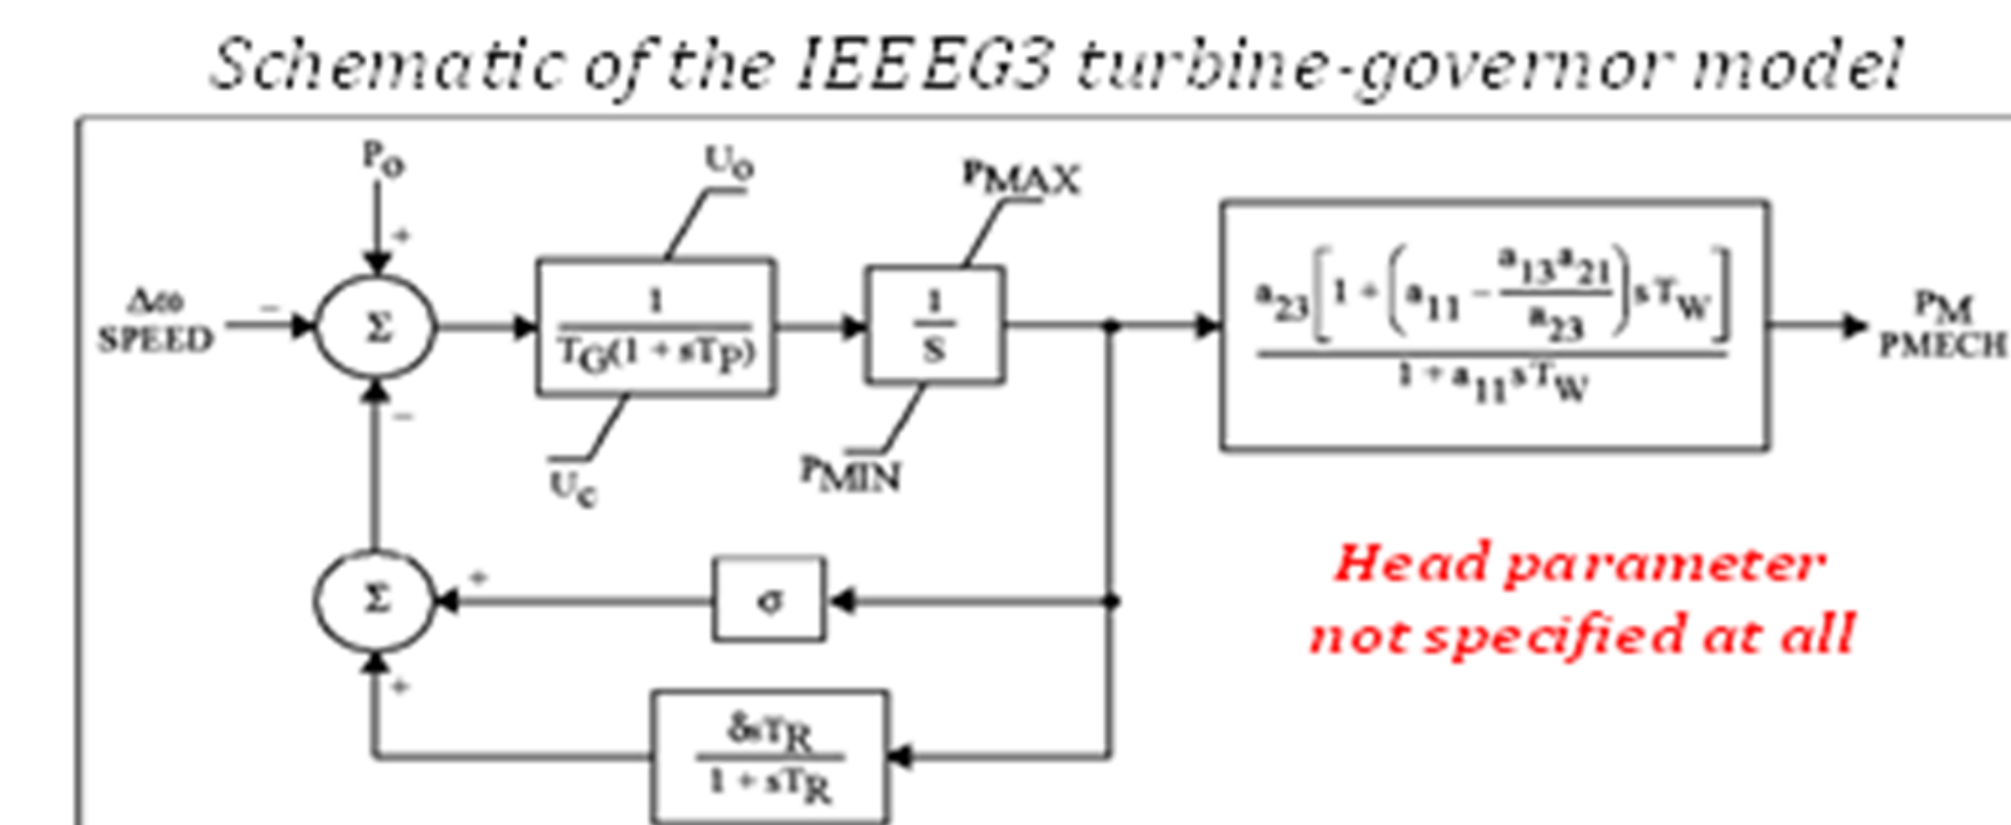 Schematic of the IEEEG3 turbine-governor model
Po
Uo
PMAX
Δω
SPEED
−
+
Σ
1
TG(1 + sTP)
1
S
a23[1 + (a11 − a13a21/a23)sTW]
1 + a11sTW
PM
PMECH
−
Uc
PMIN
Head parameter
not specified at all
Σ
+
σ
+
δsTR
1 + sTR